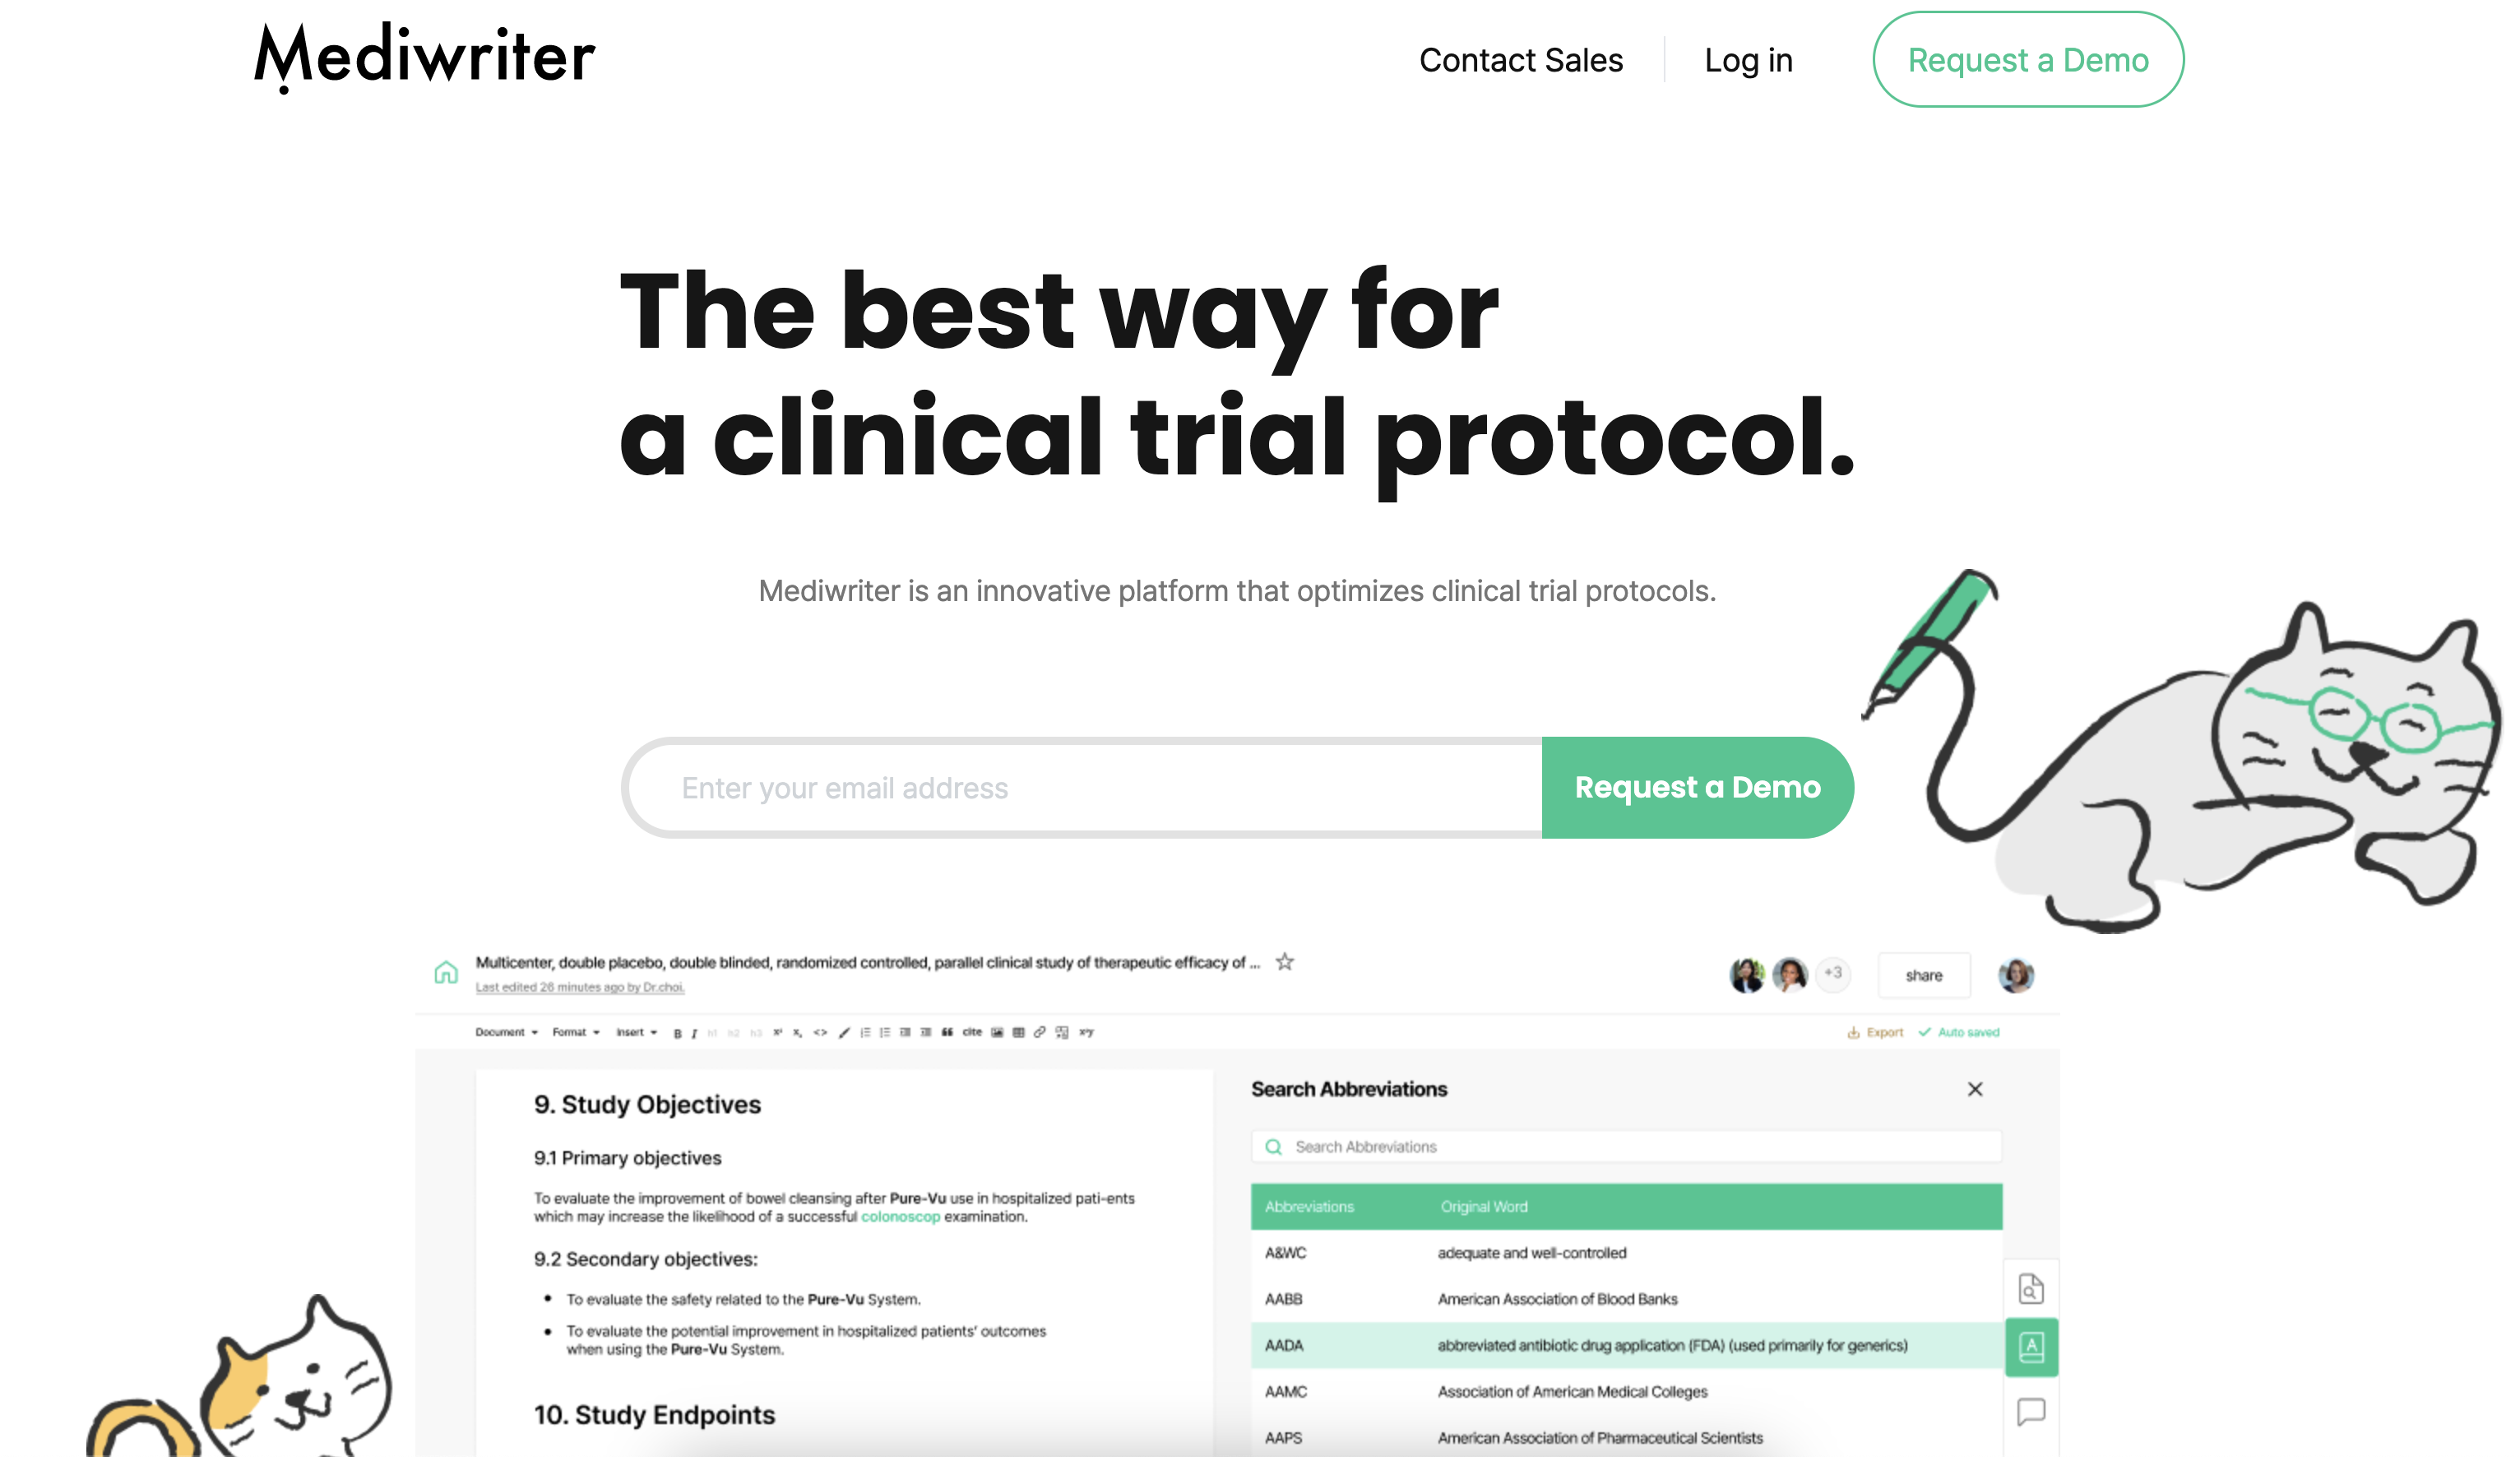 Mediwriter
Contact Sales
Log in
Request a Demo
The best way for
a clinical trial protocol.
Mediwriter is an innovative platform that optimizes clinical trial protocols.
Enter your email address
Request a Demo
Multicenter, double placebo, double blinded, randomized controlled, parallel clinical study of therapeutic efficacy of ...
Last edited 26 minutes ago by Dr.choi.
+3
share
Document
Format
Insert
B I h1 h2 h3 x² x, <> cite xʸy
Export
Auto saved
9. Study Objectives
9.1 Primary objectives
To evaluate the improvement of bowel cleansing after Pure-Vu use in hospitalized pati-ents
which may increase the likelihood of a successful colonoscop examination.
9.2 Secondary objectives:
• To evaluate the safety related to the Pure-Vu System.
• To evaluate the potential improvement in hospitalized patients' outcomes
when using the Pure-Vu System.
10. Study Endpoints
Search Abbreviations
Search Abbreviations
Abbreviations Original Word
A&WC adequate and well-controlled
AABB American Association of Blood Banks
AADA abbreviated antibiotic drug application (FDA) (used primarily for generics)
AAMC Association of American Medical Colleges
AAPS American Association of Pharmaceutical Scientists
A